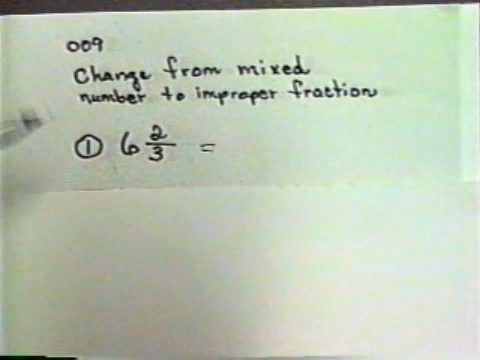 009
Change from mixed
number to improper fraction
① 6 2/3 =